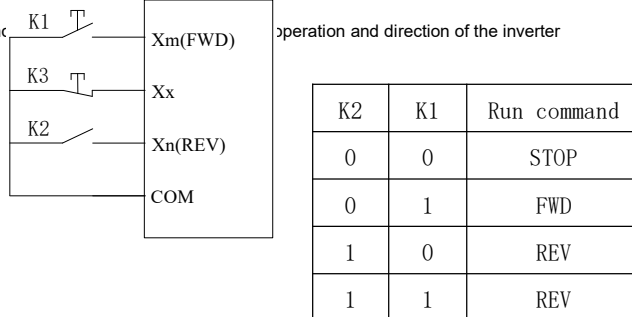 K1
Xm(FWD)
operation and direction of the inverter
K3
Xx
K2
Xn(REV)
COM
K2 K1 Run command
0 0 STOP
0 1 FWD
1 0 REV
1 1 REV